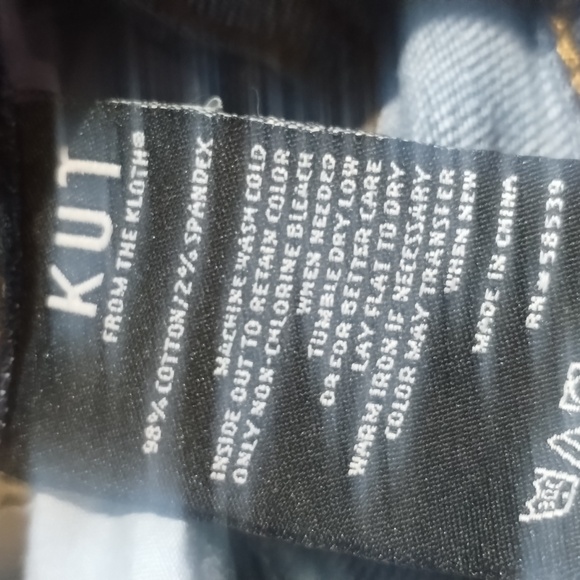 KUT
FROM THE KLOTH®
98% COTTON/2% SPANDEX
MACHINE WASH COLD
INSIDE OUT TO RETAIN COLOR
ONLY NON CHLORINE BLEACH
WHEN NEEDED
TUMBLE DRY LOW
OR FOR BETTER CARE
LAY FLAT TO DRY
WARM IRON IF NECESSARY
COLOR MAY TRANSFER
WHEN NEW
MADE IN CHINA
RN # 58539
30C